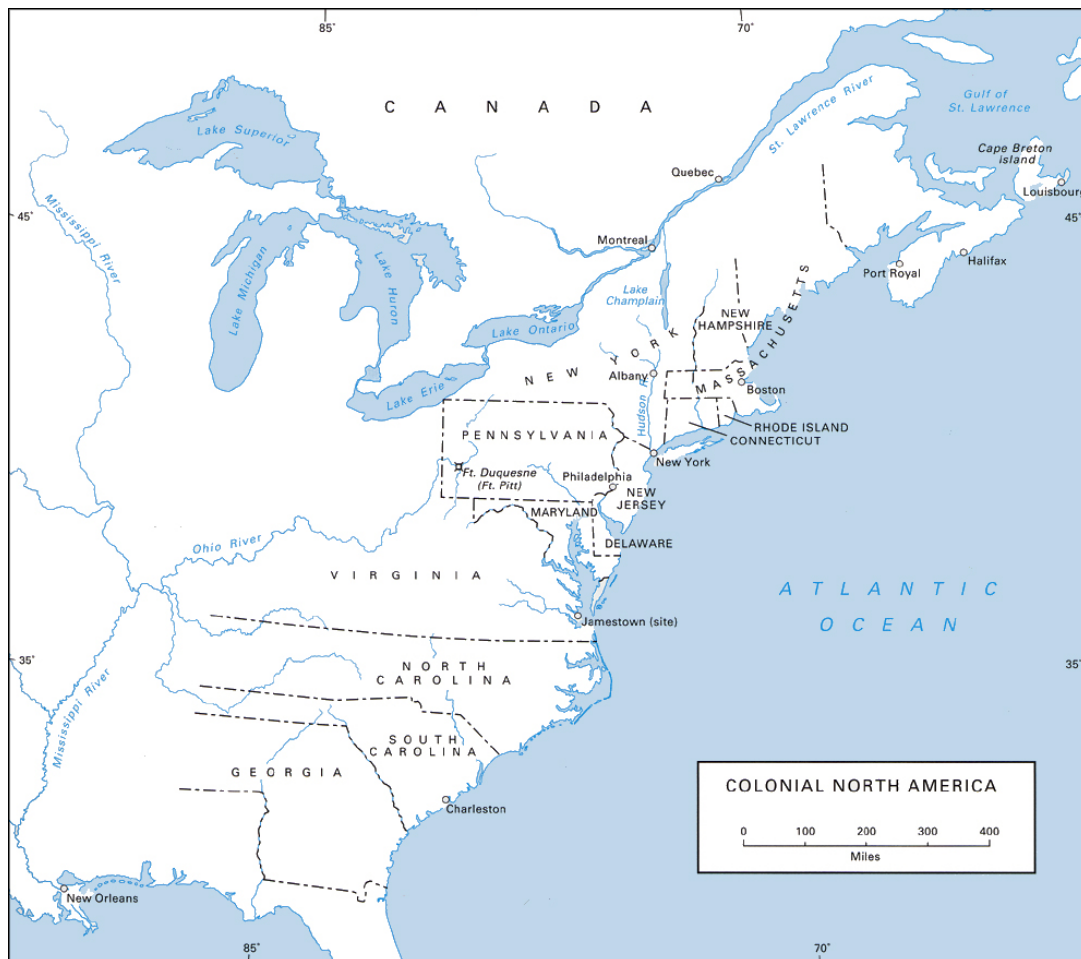 85°
70°
CANADA
St. Lawrence River
Gulf of
St. Lawrence
Lake Superior
Cape Breton
island
Quebec
Louisbourg
45°
45°
Mississippi River
Montreal
Halifax
Port Royal
Lake Michigan
Lake Huron
Lake
Champlain
Lake Ontario
NEW
HAMPSHIRE
MASSACHUSETTS
NEW YORK
Albany
Boston
Lake Erie
Hudson R.
RHODE ISLAND
CONNECTICUT
PENNSYLVANIA
New York
Ft. Duquesne
(Ft. Pitt)
Philadelphia
NEW
JERSEY
MARYLAND
DELAWARE
Ohio River
VIRGINIA
ATLANTIC
OCEAN
Jamestown (site)
35°
35°
NORTH
CAROLINA
Mississippi River
SOUTH
CAROLINA
GEORGIA
Charleston
COLONIAL NORTH AMERICA
0 100 200 300 400
Miles
New Orleans
85°
70°